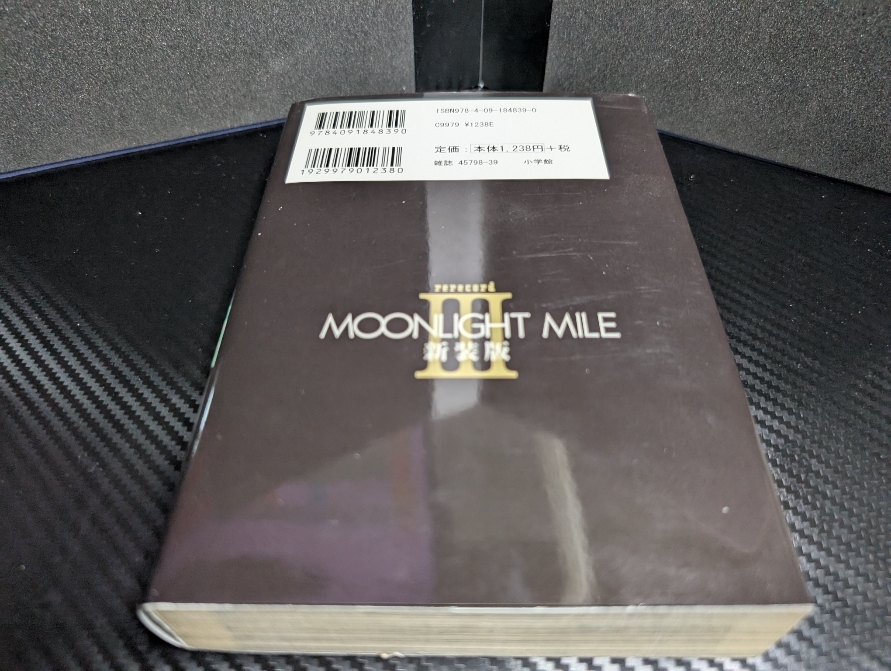 ISBN978-4-09-184839-0
9784091848390
C9979 ¥1238E
定価:[本体1,238円]+税
雑誌 45798-39 小学館
1929979012380
rerecord
III
MOONLIGHT MILE
新装版